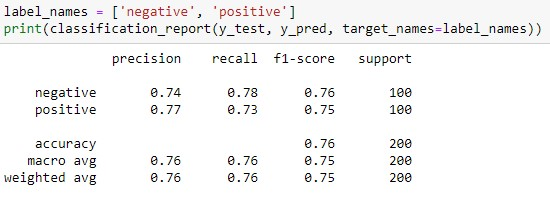 label_names = ['negative', 'positive']
print(classification_report(y_test, y_pred, target_names=label_names))
precision recall f1-score support
negative 0.74 0.78 0.76 100
positive 0.77 0.73 0.75 100
accuracy 0.76 200
macro avg 0.76 0.76 0.75 200
weighted avg 0.76 0.76 0.75 200